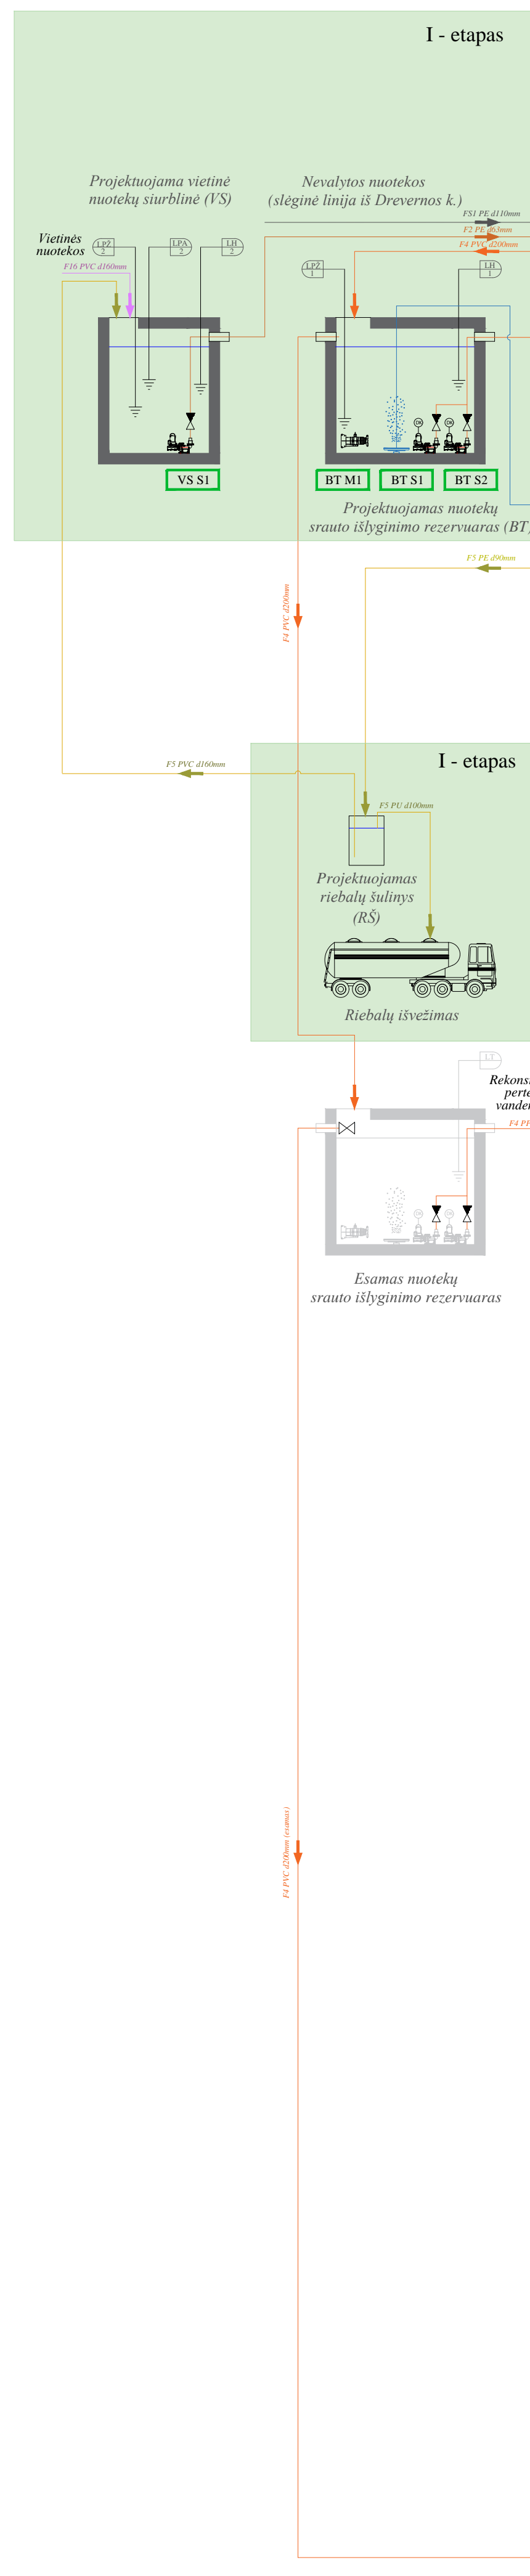 I - etapas
Projektuojama vietinė
nuotekų siurblinė (VS)
Nevalytos nuotekos
(slėginė linija iš Drevernos k.)
FS1 PE d110mm
F2 PE d63mm
F4 PVC d200mm
Vietinės
nuotekos
LPŽ
2
LPA
2
LH
2
F16 PVC d160mm
LPŽ
1
LH
1
VS S1
BT M1
BT S1
BT S2
Projektuojamas nuotekų
srauto išlyginimo rezervuaras (BT)
F5 PE d90mm
F4 PVC d200mm
I - etapas
F5 PVC d160mm
F5 PU d100mm
Projektuojamas
riebalų šulinys
(RŠ)
Riebalų išvežimas
LT
Rekons
perte
vander
F4 PE
Esamas nuotekų
srauto išlyginimo rezervuaras
F4 PVC d200mm (esamas)